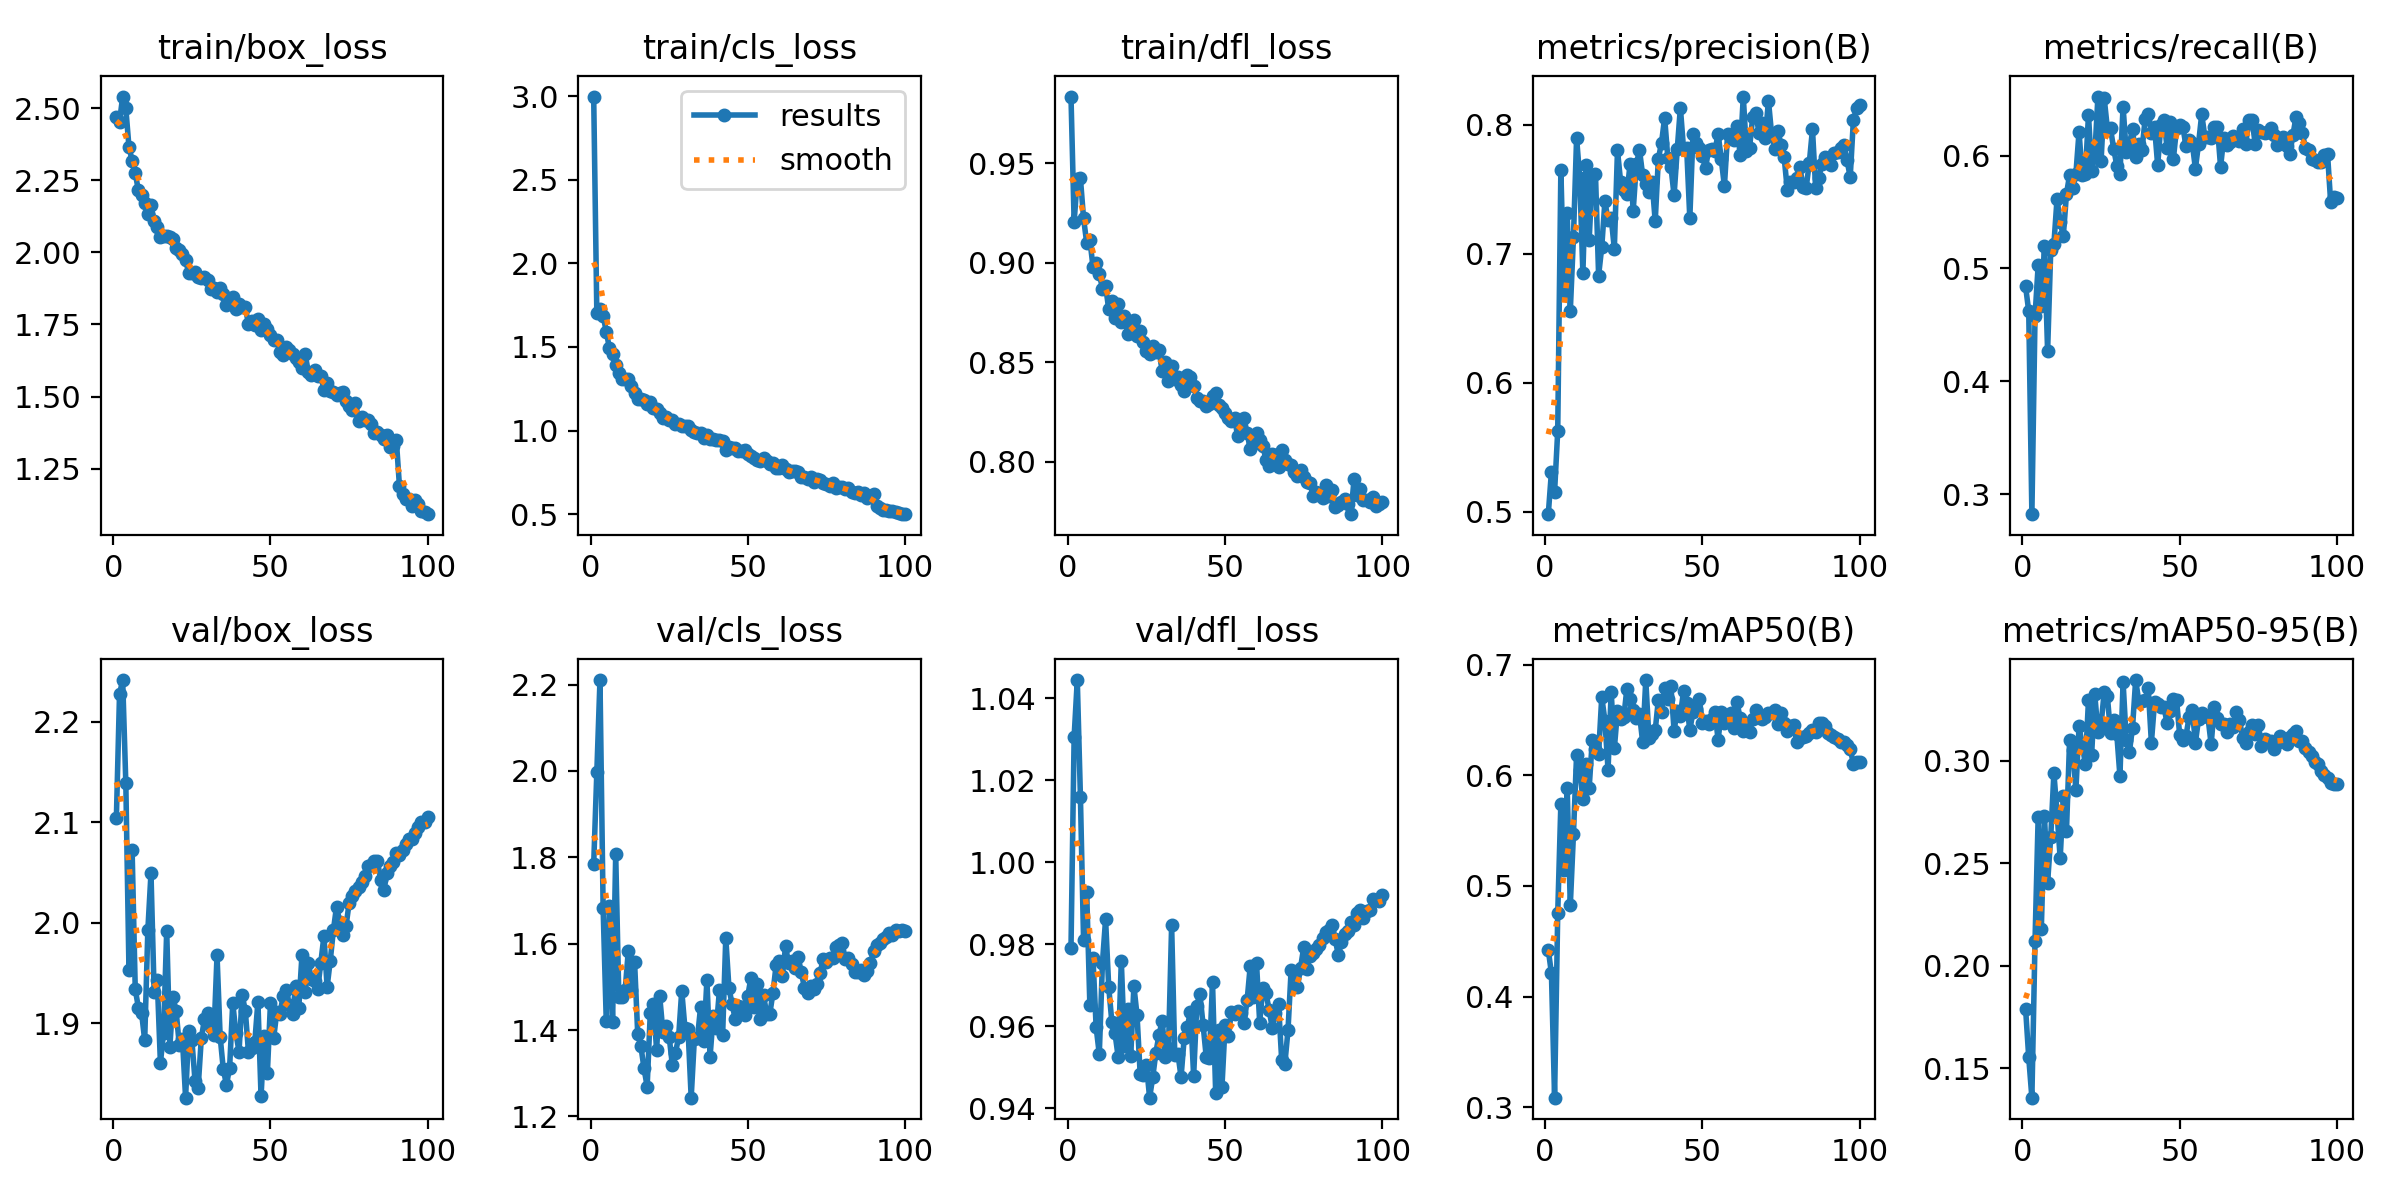 train/box_loss
2.50
2.25
2.00
1.75
1.50
1.25
0 50 100
train/cls_loss
results
smooth
3.0
2.5
2.0
1.5
1.0
0.5
0 50 100
train/dfl_loss
0.95
0.90
0.85
0.80
0 50 100
metrics/precision(B)
0.8
0.7
0.6
0.5
0 50 100
metrics/recall(B)
0.6
0.5
0.4
0.3
0 50 100
val/box_loss
2.2
2.1
2.0
1.9
0 50 100
val/cls_loss
2.2
2.0
1.8
1.6
1.4
1.2
0 50 100
val/dfl_loss
1.04
1.02
1.00
0.98
0.96
0.94
0 50 100
metrics/mAP50(B)
0.7
0.6
0.5
0.4
0.3
0 50 100
metrics/mAP50-95(B)
0.30
0.25
0.20
0.15
0 50 100